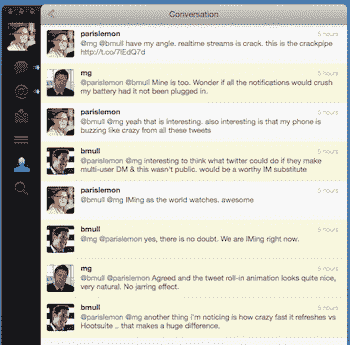 Conversation
parislemon 5 hours
@mg @bmull have my angle. realtime streams is crack. this is the crackpipe
http://t.co/7IEdQ7d
mg 5 hours
@parislemon @bmull Mine is too. Wonder if all the notifications would crush
my battery had it not been plugged in.
parislemon 5 hours
@bmull @mg yeah that is interesting. also interesting is that my phone is
buzzing like crazy from all these tweets
bmull 5 hours
@parislemon @mg interesting to think what twitter could do if they make
multi-user DM & this wasn't public. would be a worthy IM substitute
parislemon 5 hours
@bmull @mg IMing as the world watches. awesome
bmull 5 hours
@mg @parislemon yes, there is no doubt. We are IMing right now.
mg 5 hours
@bmull @parislemon Agreed and the tweet roll-in animation looks quite nice,
very natural. No jarring effect.
bmull 5 hours
@parislemon @mg another thing i'm noticing is how crazy fast it refreshes vs
Hootsuite .. that makes a huge difference.